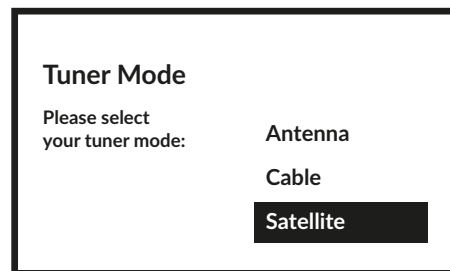 Tuner Mode
Please select
your tuner mode:
Antenna
Cable
Satellite